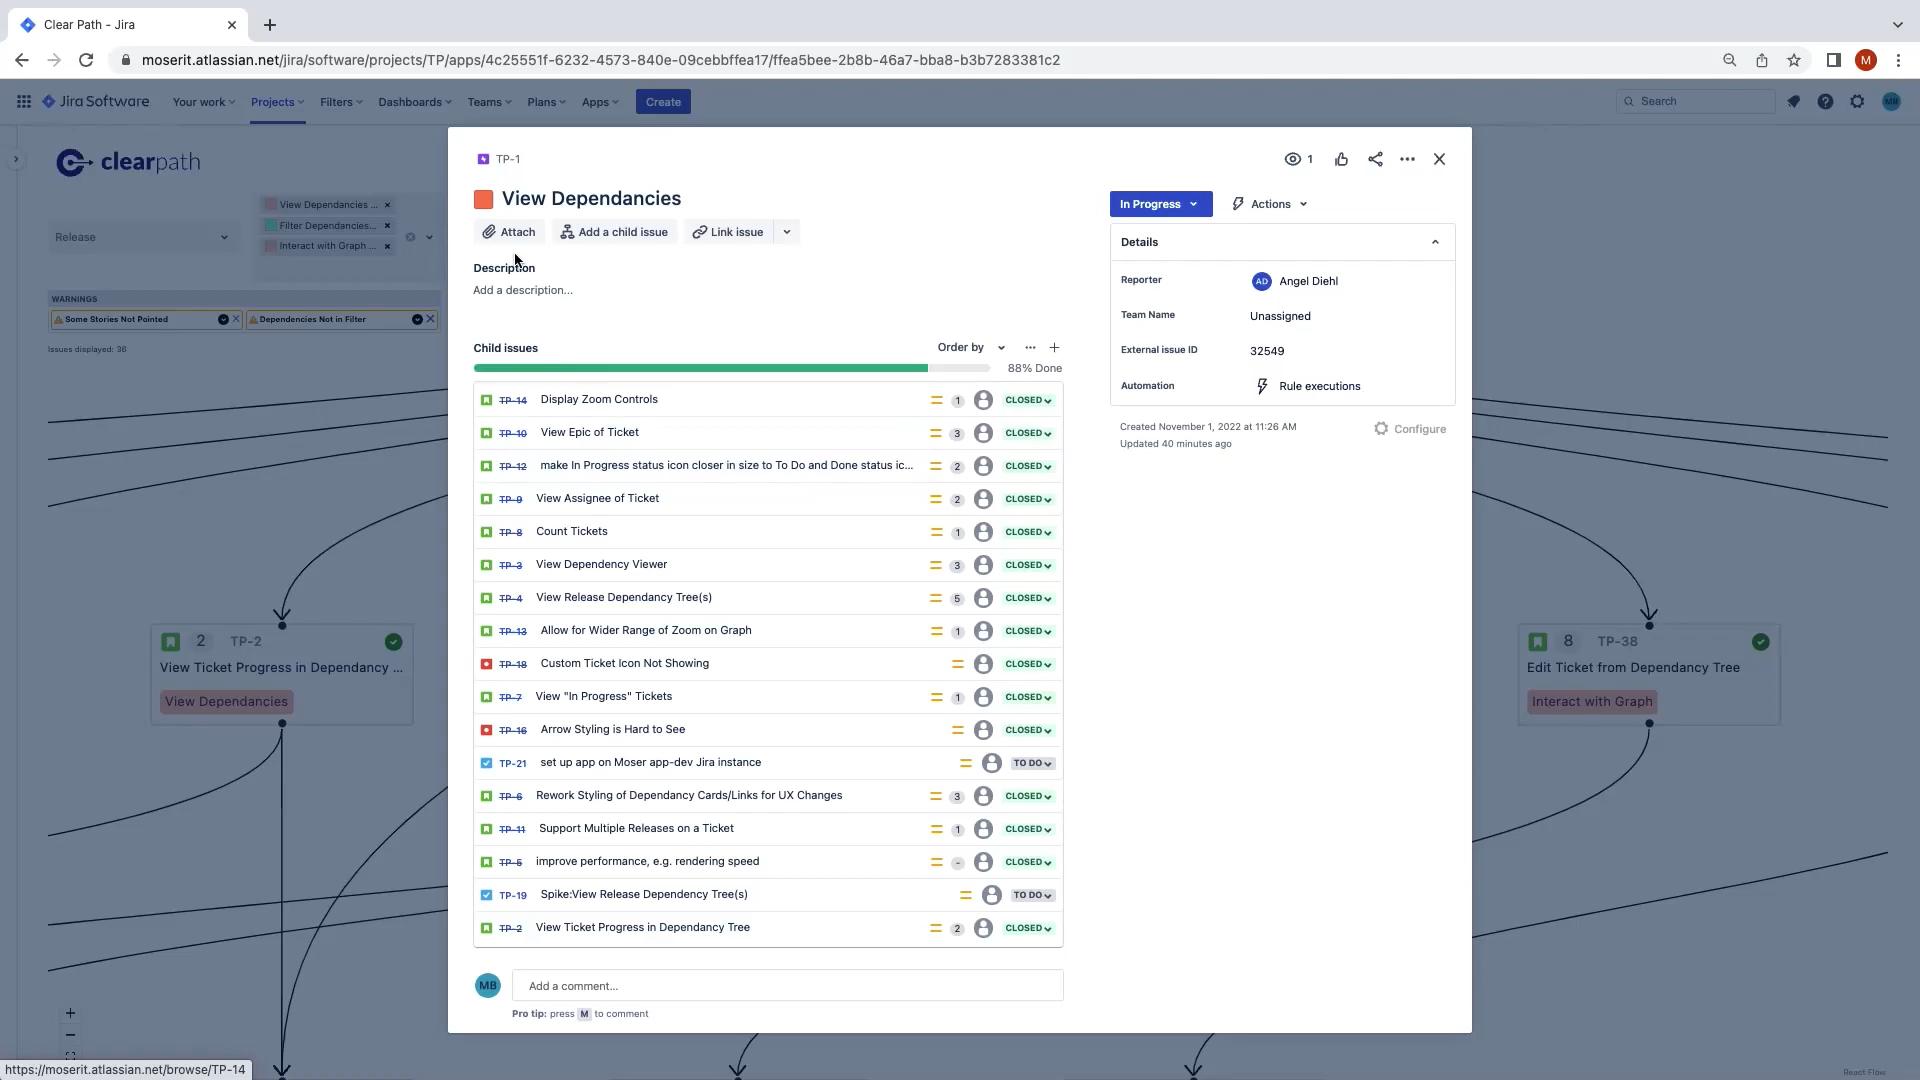 Clear Path - Jira
moserit.atlassian.net/jira/software/projects/TP/apps/4c25551f-6232-4573-840e-09cebbffea17/ffea5bee-2b8b-46a7-bba8-b3b7283381c2
M
Jira Software
Your work
Projects
Filters
Dashboards
Teams
Plans
Apps
Create
Search
MB
clearpath
Release
View Dependancies ...
Filter Dependancies...
Interact with Graph ...
WARNINGS
Some Stories Not Pointed
Dependencies Not in Filter
Issues displayed: 36
2 TP-2
View Ticket Progress in Dependancy ...
View Dependancies
8 TP-38
Edit Ticket from Dependancy Tree
Interact with Graph
TP-1
1
View Dependancies
Attach
Add a child issue
Link issue
Description
Add a description...
Child issues
Order by
88% Done
TP-14 Display Zoom Controls 1 CLOSED
TP-10 View Epic of Ticket 3 CLOSED
TP-12 make In Progress status icon closer in size to To Do and Done status ic... 2 CLOSED
TP-9 View Assignee of Ticket 2 CLOSED
TP-8 Count Tickets 1 CLOSED
TP-3 View Dependency Viewer 3 CLOSED
TP-4 View Release Dependancy Tree(s) 5 CLOSED
TP-13 Allow for Wider Range of Zoom on Graph 1 CLOSED
TP-18 Custom Ticket Icon Not Showing CLOSED
TP-7 View "In Progress" Tickets 1 CLOSED
TP-16 Arrow Styling is Hard to See CLOSED
TP-21 set up app on Moser app-dev Jira instance TO DO
TP-6 Rework Styling of Dependancy Cards/Links for UX Changes 3 CLOSED
TP-11 Support Multiple Releases on a Ticket 1 CLOSED
TP-5 improve performance, e.g. rendering speed - CLOSED
TP-19 Spike:View Release Dependency Tree(s) TO DO
TP-2 View Ticket Progress in Dependancy Tree 2 CLOSED
MB
Add a comment...
Pro tip: press M to comment
In Progress
Actions
Details
Reporter
AD Angel Diehl
Team Name
Unassigned
External issue ID
32549
Automation
Rule executions
Created November 1, 2022 at 11:26 AM
Updated 40 minutes ago
Configure
https://moserit.atlassian.net/browse/TP-14
React Flow